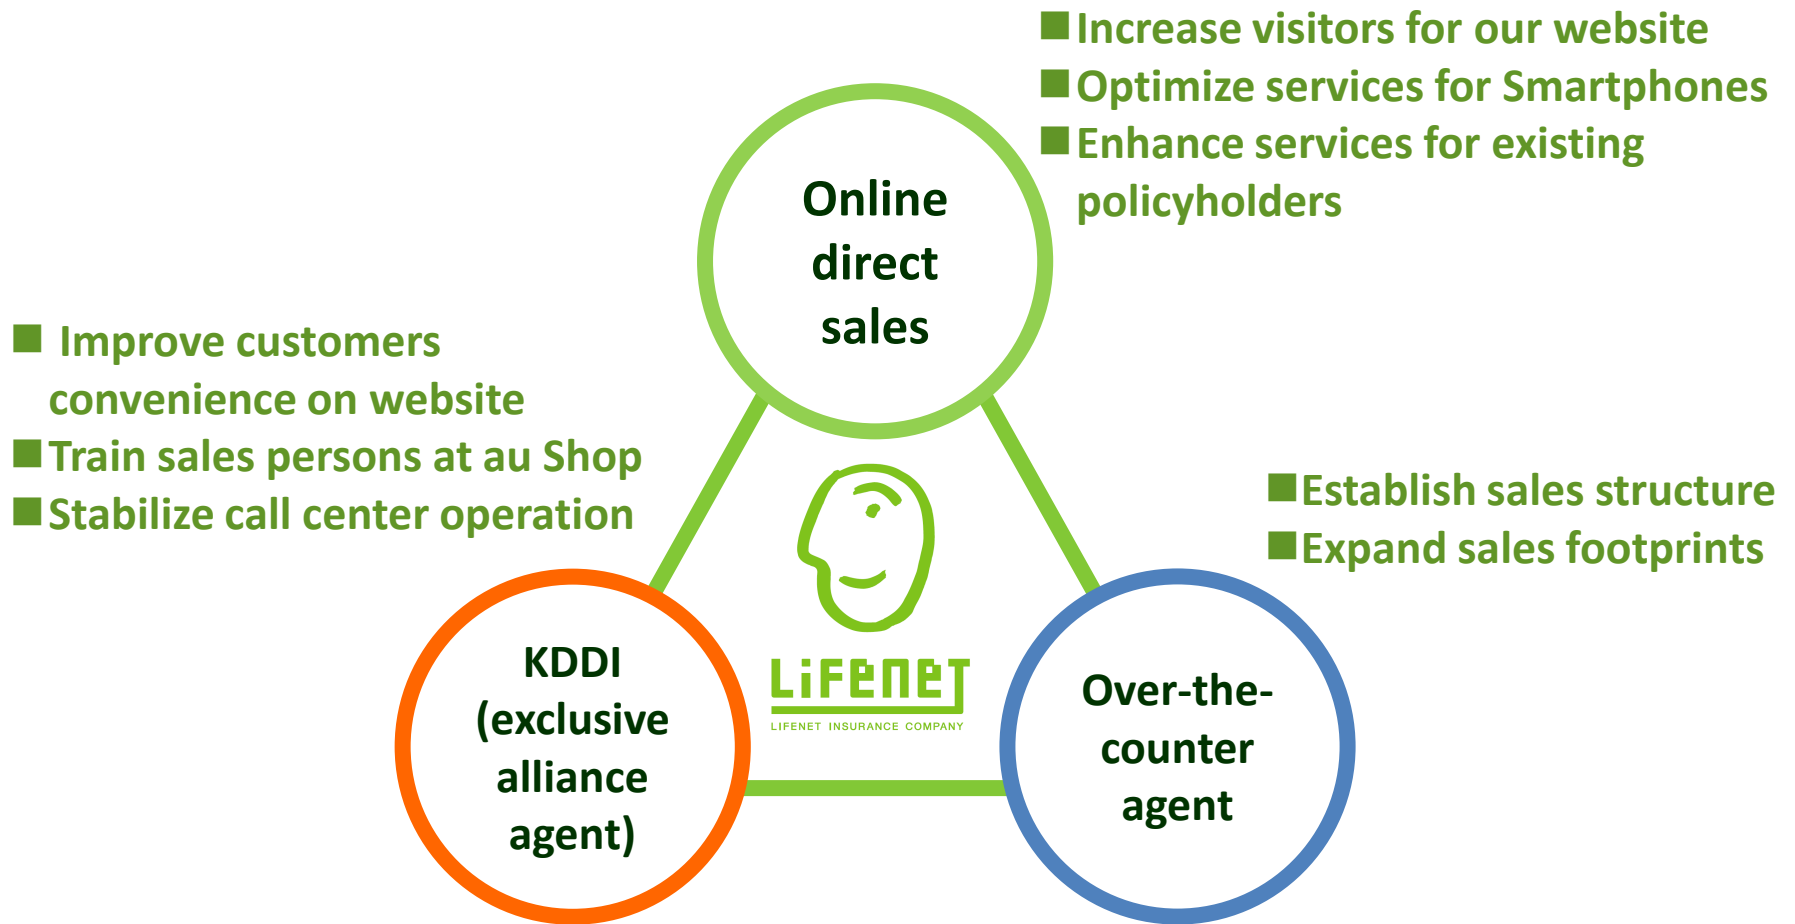 ■Increase visitors for our website
■Optimize services for Smartphones
■Enhance services for existing
policyholders
Online
direct
sales
■ Improve customers
convenience on website
■Train sales persons at au Shop
■Stabilize call center operation
■Establish sales structure
■Expand sales footprints
KDDI
(exclusive
alliance
agent)
LiFENET
LIFENET INSURANCE COMPANY
Over-the-
counter
agent